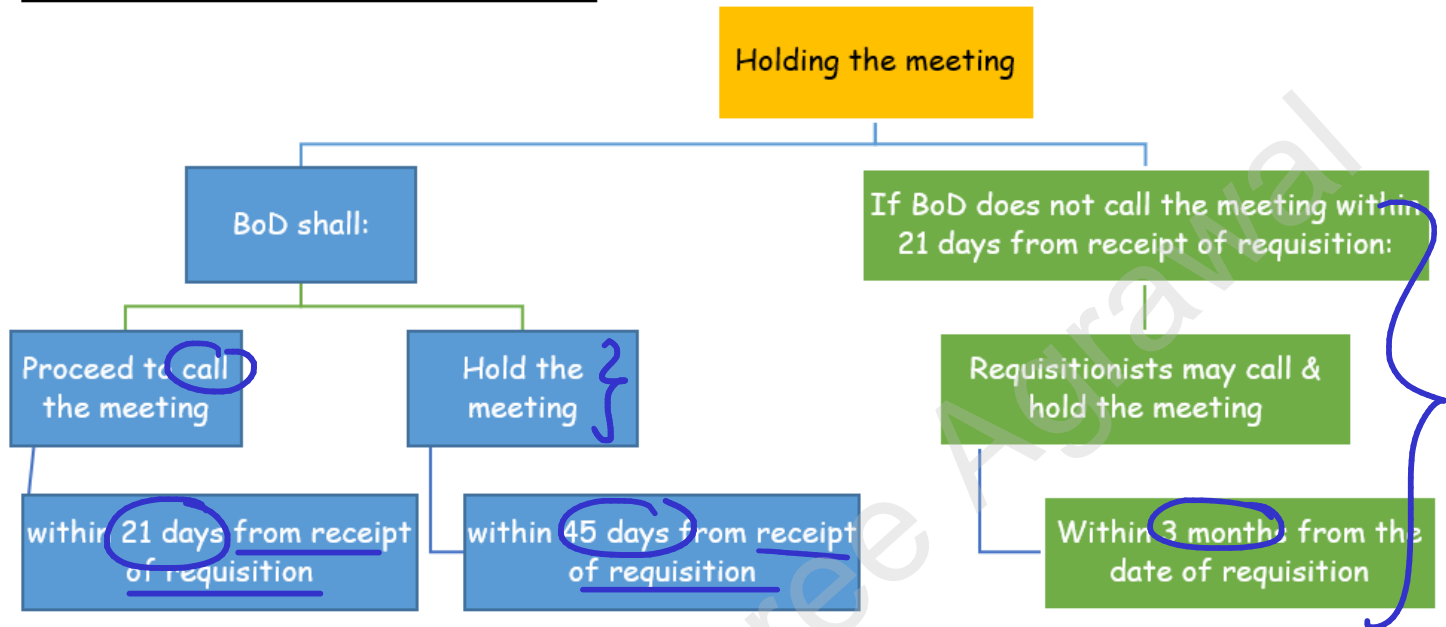 Holding the meeting
BoD shall:
If BoD does not call the meeting within
21 days from receipt of requisition:
Proceed to call
the meeting
Hold the
meeting
Requisitionists may call &
hold the meeting
within 21 days from receipt
of requisition
within 45 days from receipt
of requisition
Within 3 months from the
date of requisition
ree Agrawal